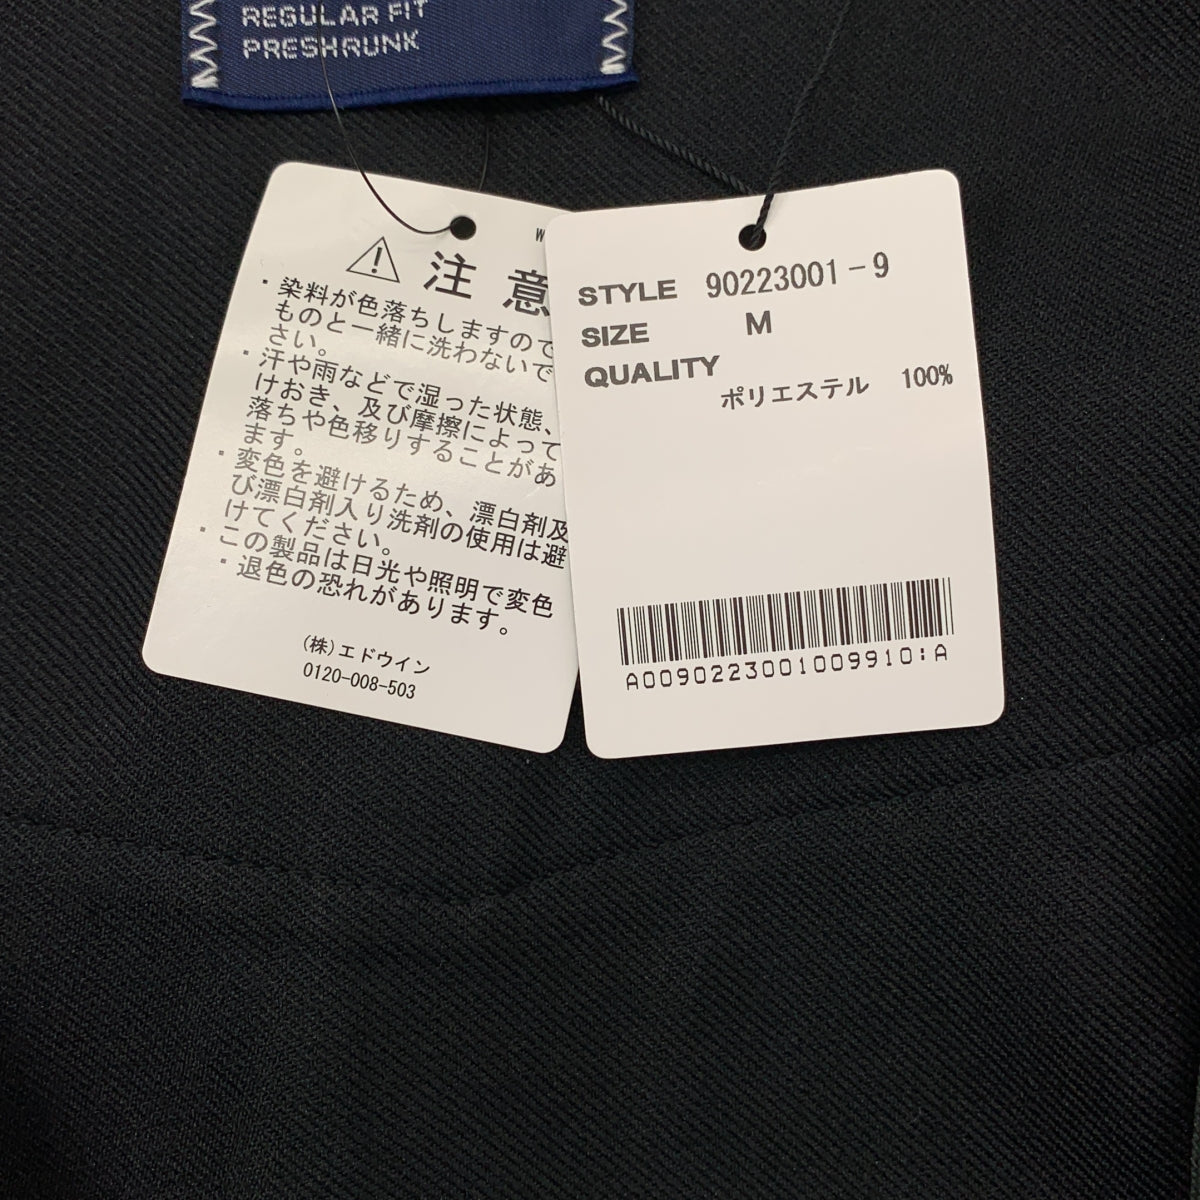 REGULAR FIT
PRESHRUNK
W
注意
・染料が色落ちしますので
ものと一緒に洗わないで
さい。
・汗や雨などで湿った状態、
けおき、及び摩擦によって
落ちや色移りすることがあ
ます。
・変色を避けるため、漂白剤及
び漂白剤入り洗剤の使用は避
けてください。
・この製品は日光や照明で変色
・退色の恐れがあります。
(株)エドウイン
0120-008-503
STYLE 90223001-9
SIZE M
QUALITY
ポリエステル 100%
A0090223001009910:A